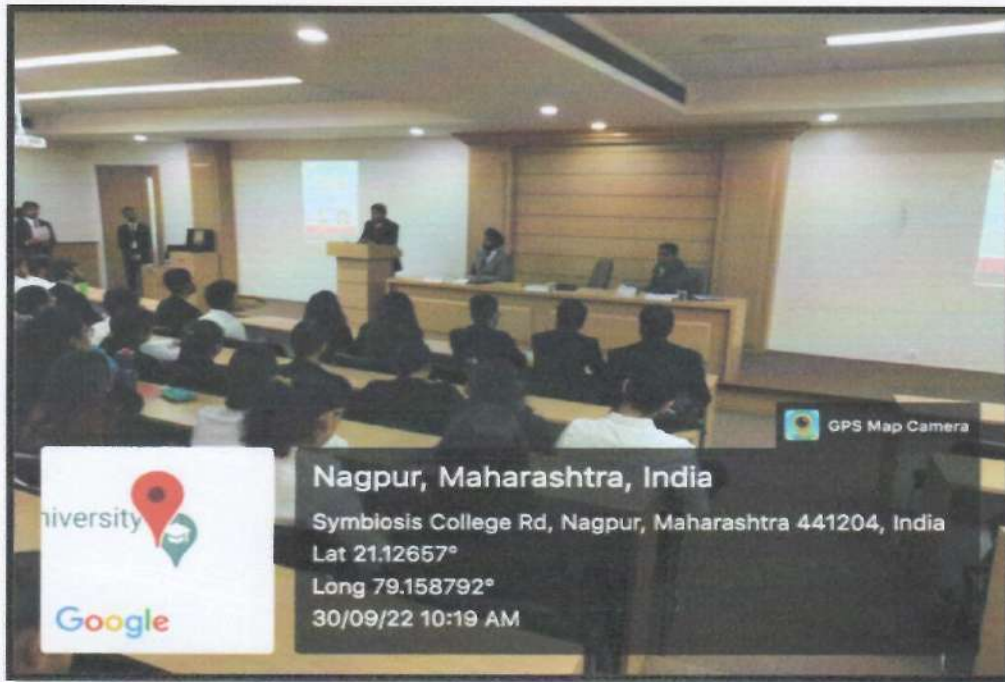 GPS Map Camera
Nagpur, Maharashtra, India
Symbiosis College Rd, Nagpur, Maharashtra 441204, India
Lat 21.12657°
Long 79.158792°
30/09/22 10:19 AM
niversity
Google